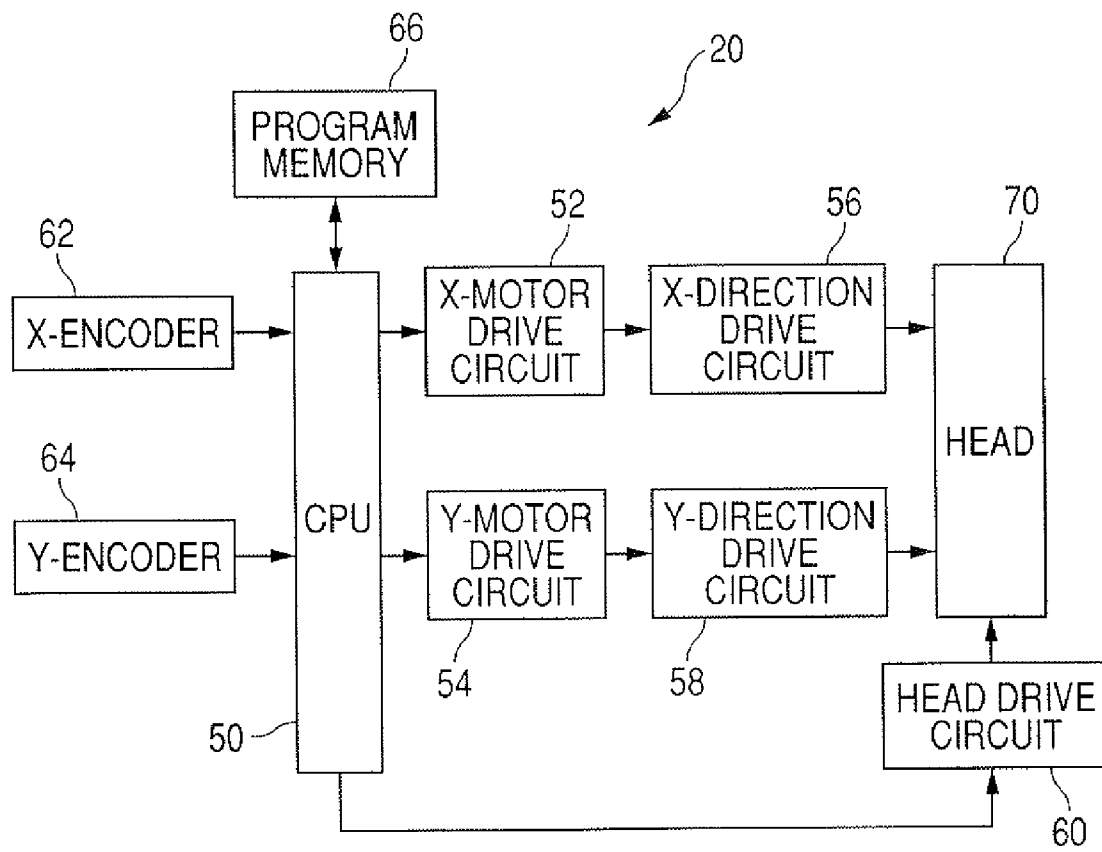 66
20
PROGRAM
MEMORY
62
52
56
70
X-ENCODER
X-MOTOR
DRIVE
CIRCUIT
X-DIRECTION
DRIVE
CIRCUIT
HEAD
64
Y-ENCODER
CPU
Y-MOTOR
DRIVE
CIRCUIT
Y-DIRECTION
DRIVE
CIRCUIT
54
58
50
HEAD DRIVE
CIRCUIT
60